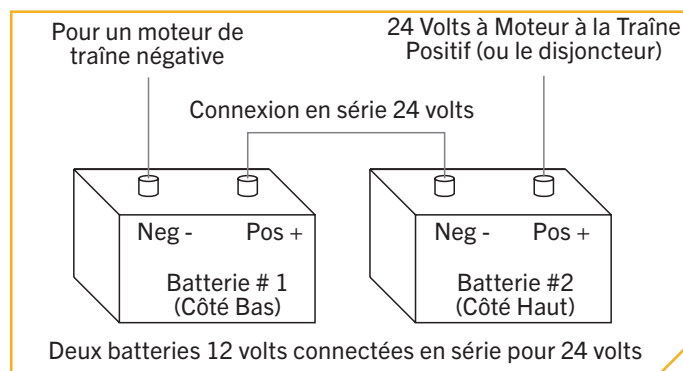 Pour un moteur de
traîne négative
24 Volts à Moteur à la Traîne
Positif (ou le disjoncteur)
Connexion en série 24 volts
Neg - Pos +
Batterie # 1
(Côté Bas)
Neg - Pos +
Batterie #2
(Côté Haut)
Deux batteries 12 volts connectées en série pour 24 volts